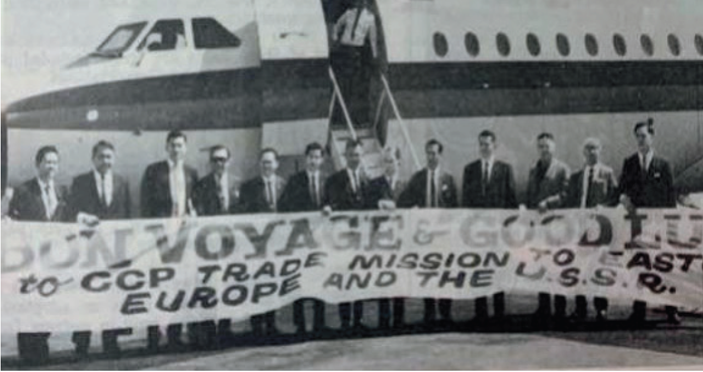 BON VOYAGE & GOOD LU
to CCP TRADE MISSION TO EAST
EUROPE AND THE U.S.S.R.